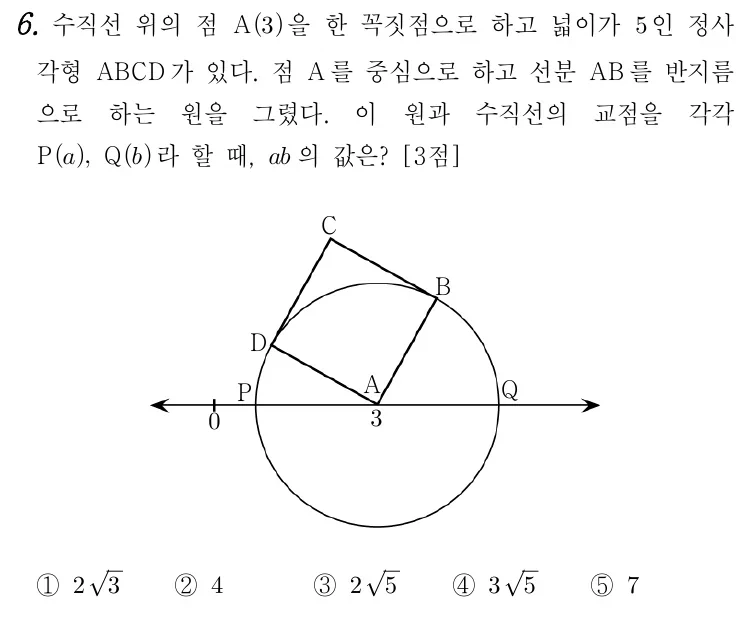 6. 수직선 위의 점 A(3)을 한 꼭짓점으로 하고 넓이가 5인 정사
각형 ABCD가 있다. 점 A를 중심으로 하고 선분 AB를 반지름
으로 하는 원을 그렸다. 이 원과 수직선의 교점을 각각
P(a), Q(b)라 할 때, ab의 값은? [3점]
C
B
D
P A Q
0 3
① 2√3 ② 4 ③ 2√5 ④ 3√5 ⑤ 7